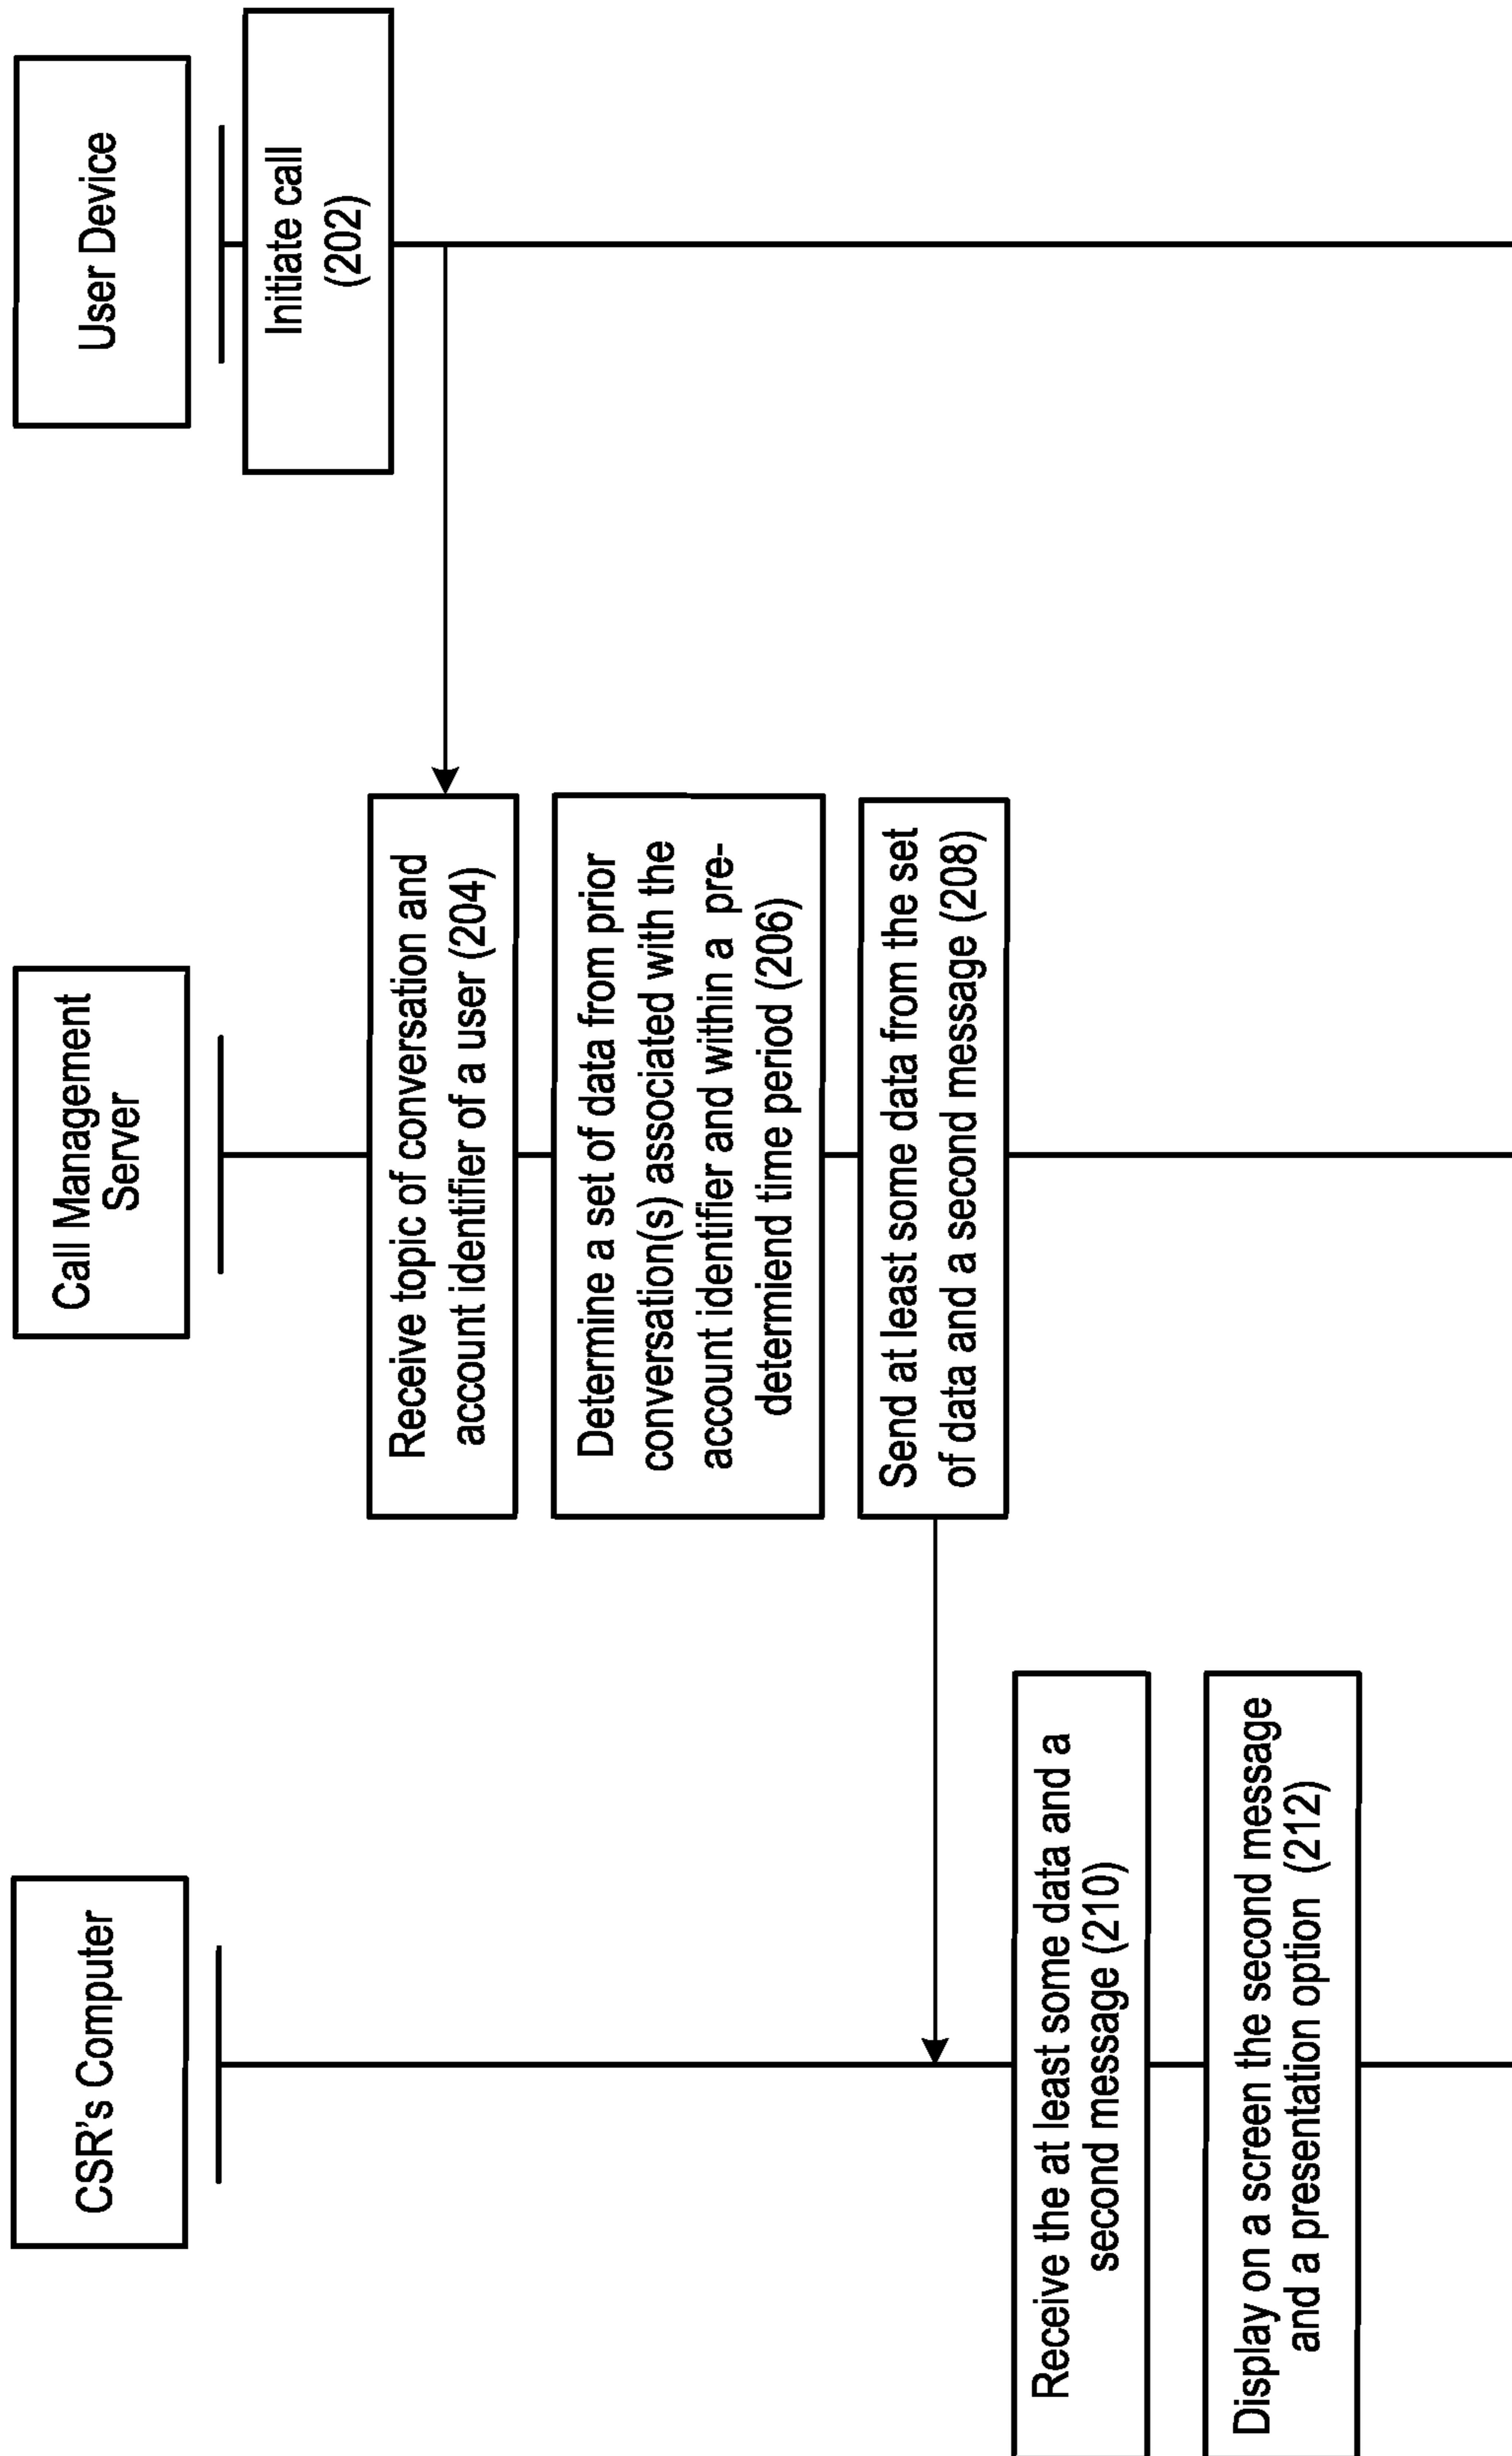 CSR's Computer
Call Management
Server
User Device
Initiate call
(202)
Receive topic of conversation and
account identifier of a user (204)
Determine a set of data from prior
conversation(s) associated with the
account identifier and within a pre-
determiend time period (206)
Send at least some data from the set
of data and a second message (208)
Receive the at least some data and a
second message (210)
Display on a screen the second message
and a presentation option (212)